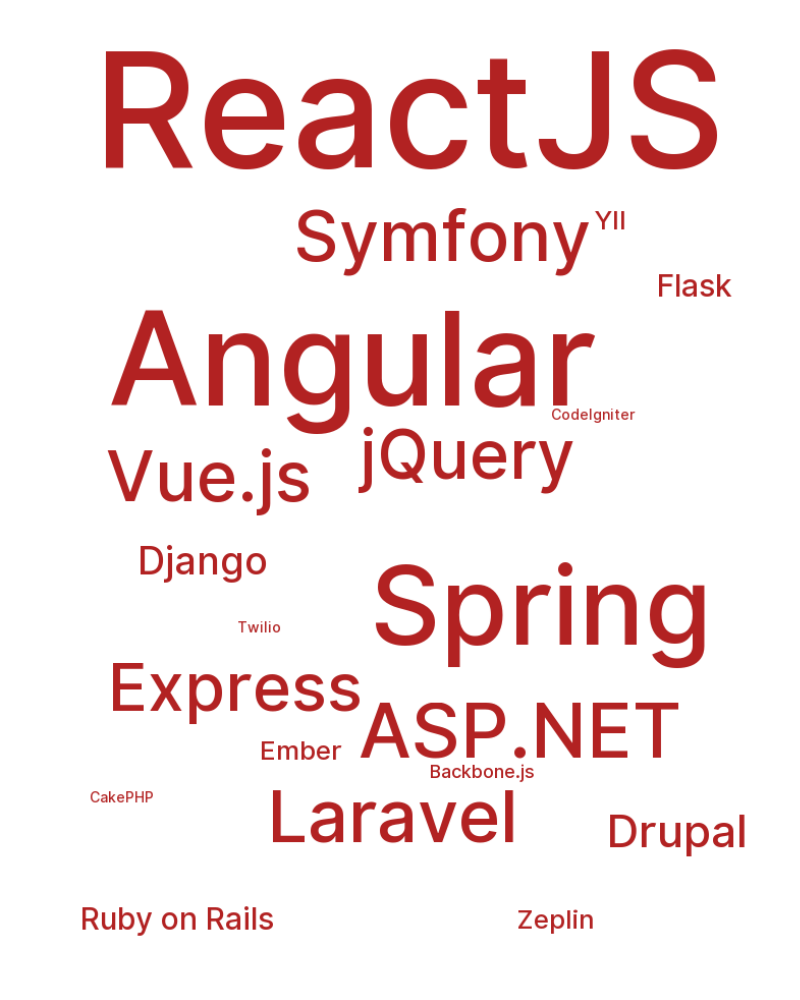 ReactJS
Symfony YII
Flask
Angular
CodeIgniter
jQuery
Vue.js
Django
Spring
Twilio
Express
ASP.NET
Ember
Backbone.js
CakePHP
Laravel
Drupal
Ruby on Rails
Zeplin